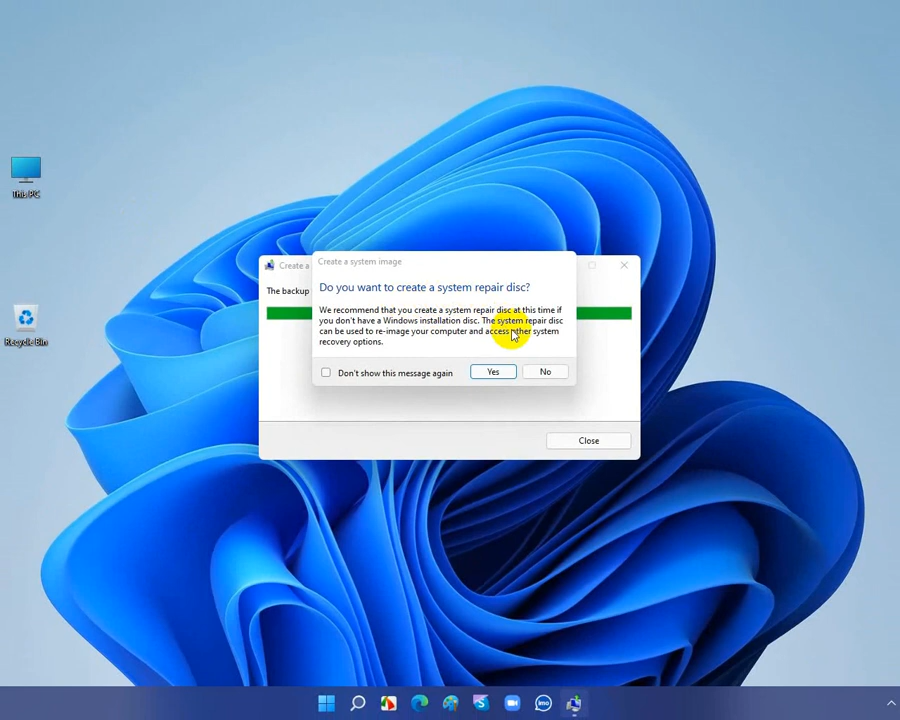 This PC
Recycle Bin
Create a
Create a system image
The backup
Do you want to create a system repair disc?
We recommend that you create a system repair disc at this time if
you don't have a Windows installation disc. The system repair disc
can be used to re-image your computer and access other system
recovery options.
Don't show this message again
Yes
No
Close
imo